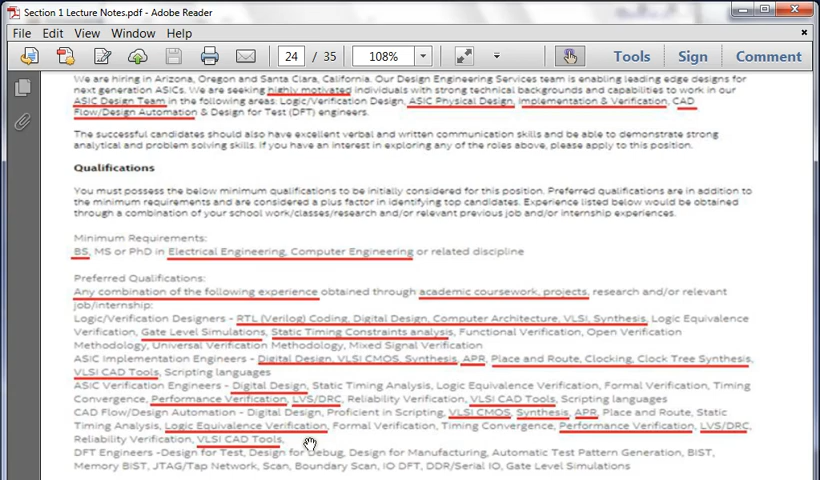 Section 1 Lecture Notes.pdf - Adobe Reader
File Edit View Window Help
24 / 35 108% Tools Sign Comment
We are hiring in Arizona, Oregon and Santa Clara, California. Our Design Engineering Services team is enabling leading edge designs for
next generation ASICs. We are seeking highly motivated individuals with strong technical backgrounds and capabilities to work in our
ASIC Design Team in the following areas: Logic/Verification Design, ASIC Physical Design, Implementation & Verification, CAD
Flow/Design Automation & Design for Test (DFT) engineers.
The successful candidates should also have excellent verbal and written communication skills and be able to demonstrate strong
analytical and problem solving skills. If you have an interest in exploring any of the roles above, please apply to this position.
Qualifications
You must possess the below minimum qualifications to be initially considered for this position. Preferred qualifications are in addition to
the minimum requirements and are considered a plus factor in identifying top candidates. Experience listed below would be obtained
through a combination of your school work/classes/research and/or relevant previous job and/or internship experiences.
Minimum Requirements:
BS, MS or PhD in Electrical Engineering, Computer Engineering or related discipline
Preferred Qualifications:
Any combination of the following experience obtained through academic coursework, projects, research and/or relevant
job/internship:
Logic/Verification Designers - RTL (Verilog) Coding, Digital Design, Computer Architecture, VLSI, Synthesis, Logic Equivalence
Verification, Gate Level Simulations, Static Timing Constraints analysis, Functional Verification, Open Verification
Methodology, Universal Verification Methodology, Mixed Signal Verification
ASIC Implementation Engineers - Digital Design, VLSI CMOS, Synthesis, APR, Place and Route, Clocking, Clock Tree Synthesis,
VLSI CAD Tools, Scripting languages
ASIC Verification Engineers - Digital Design, Static Timing Analysis, Logic Equivalence Verification, Formal Verification, Timing
Convergence, Performance Verification, LVS/DRC, Reliability Verification, VLSI CAD Tools, Scripting languages
CAD Flow/Design Automation - Digital Design, Proficient in Scripting, VLSI CMOS, Synthesis, APR, Place and Route, Static
Timing Analysis, Logic Equivalence Verification, Formal Verification, Timing Convergence, Performance Verification, LVS/DRC,
Reliability Verification, VLSI CAD Tools,
DFT Engineers -Design for Test, Design for Debug, Design for Manufacturing, Automatic Test Pattern Generation, BIST,
Memory BIST, JTAG/Tap Network, Scan, Boundary Scan, IO DFT, DDR/Serial IO, Gate Level Simulations